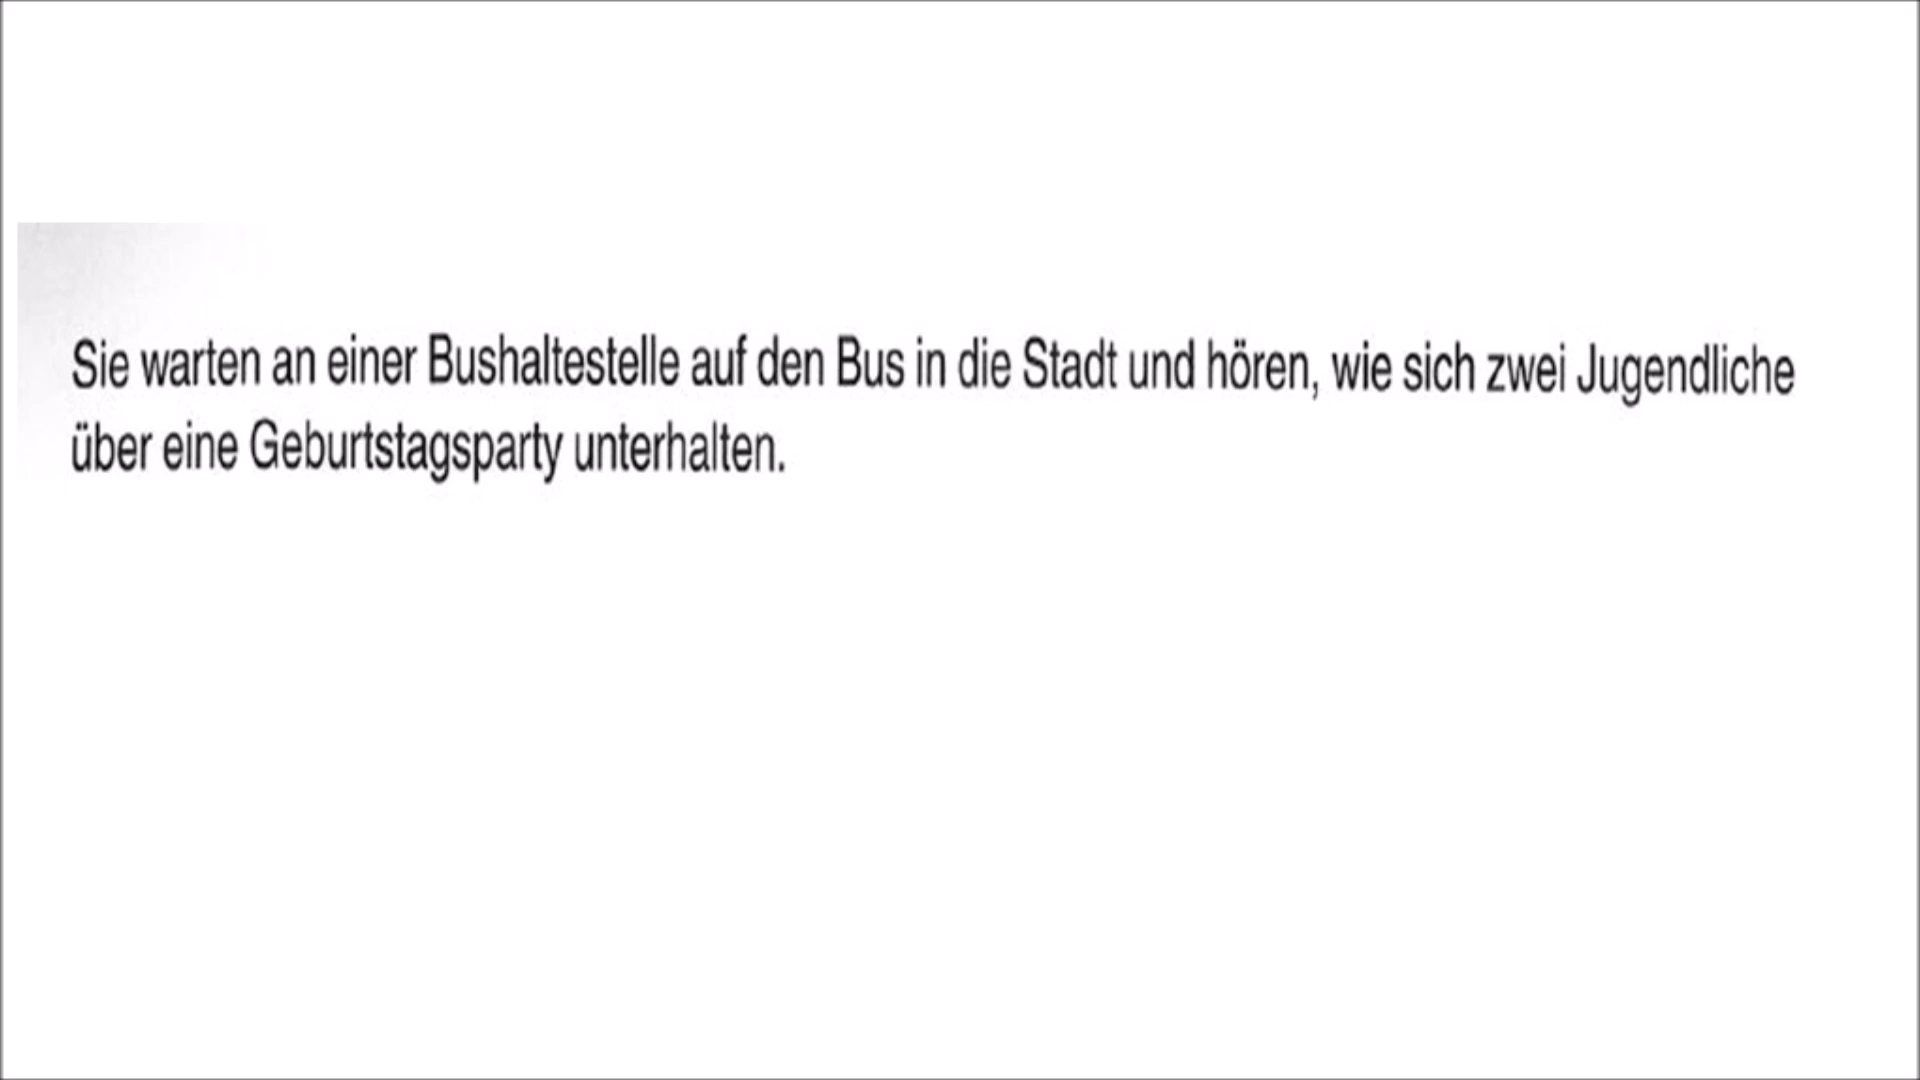 Sie warten an einer Bushaltestelle auf den Bus in die Stadt und hören, wie sich zwei Jugendliche
über eine Geburtstagsparty unterhalten.